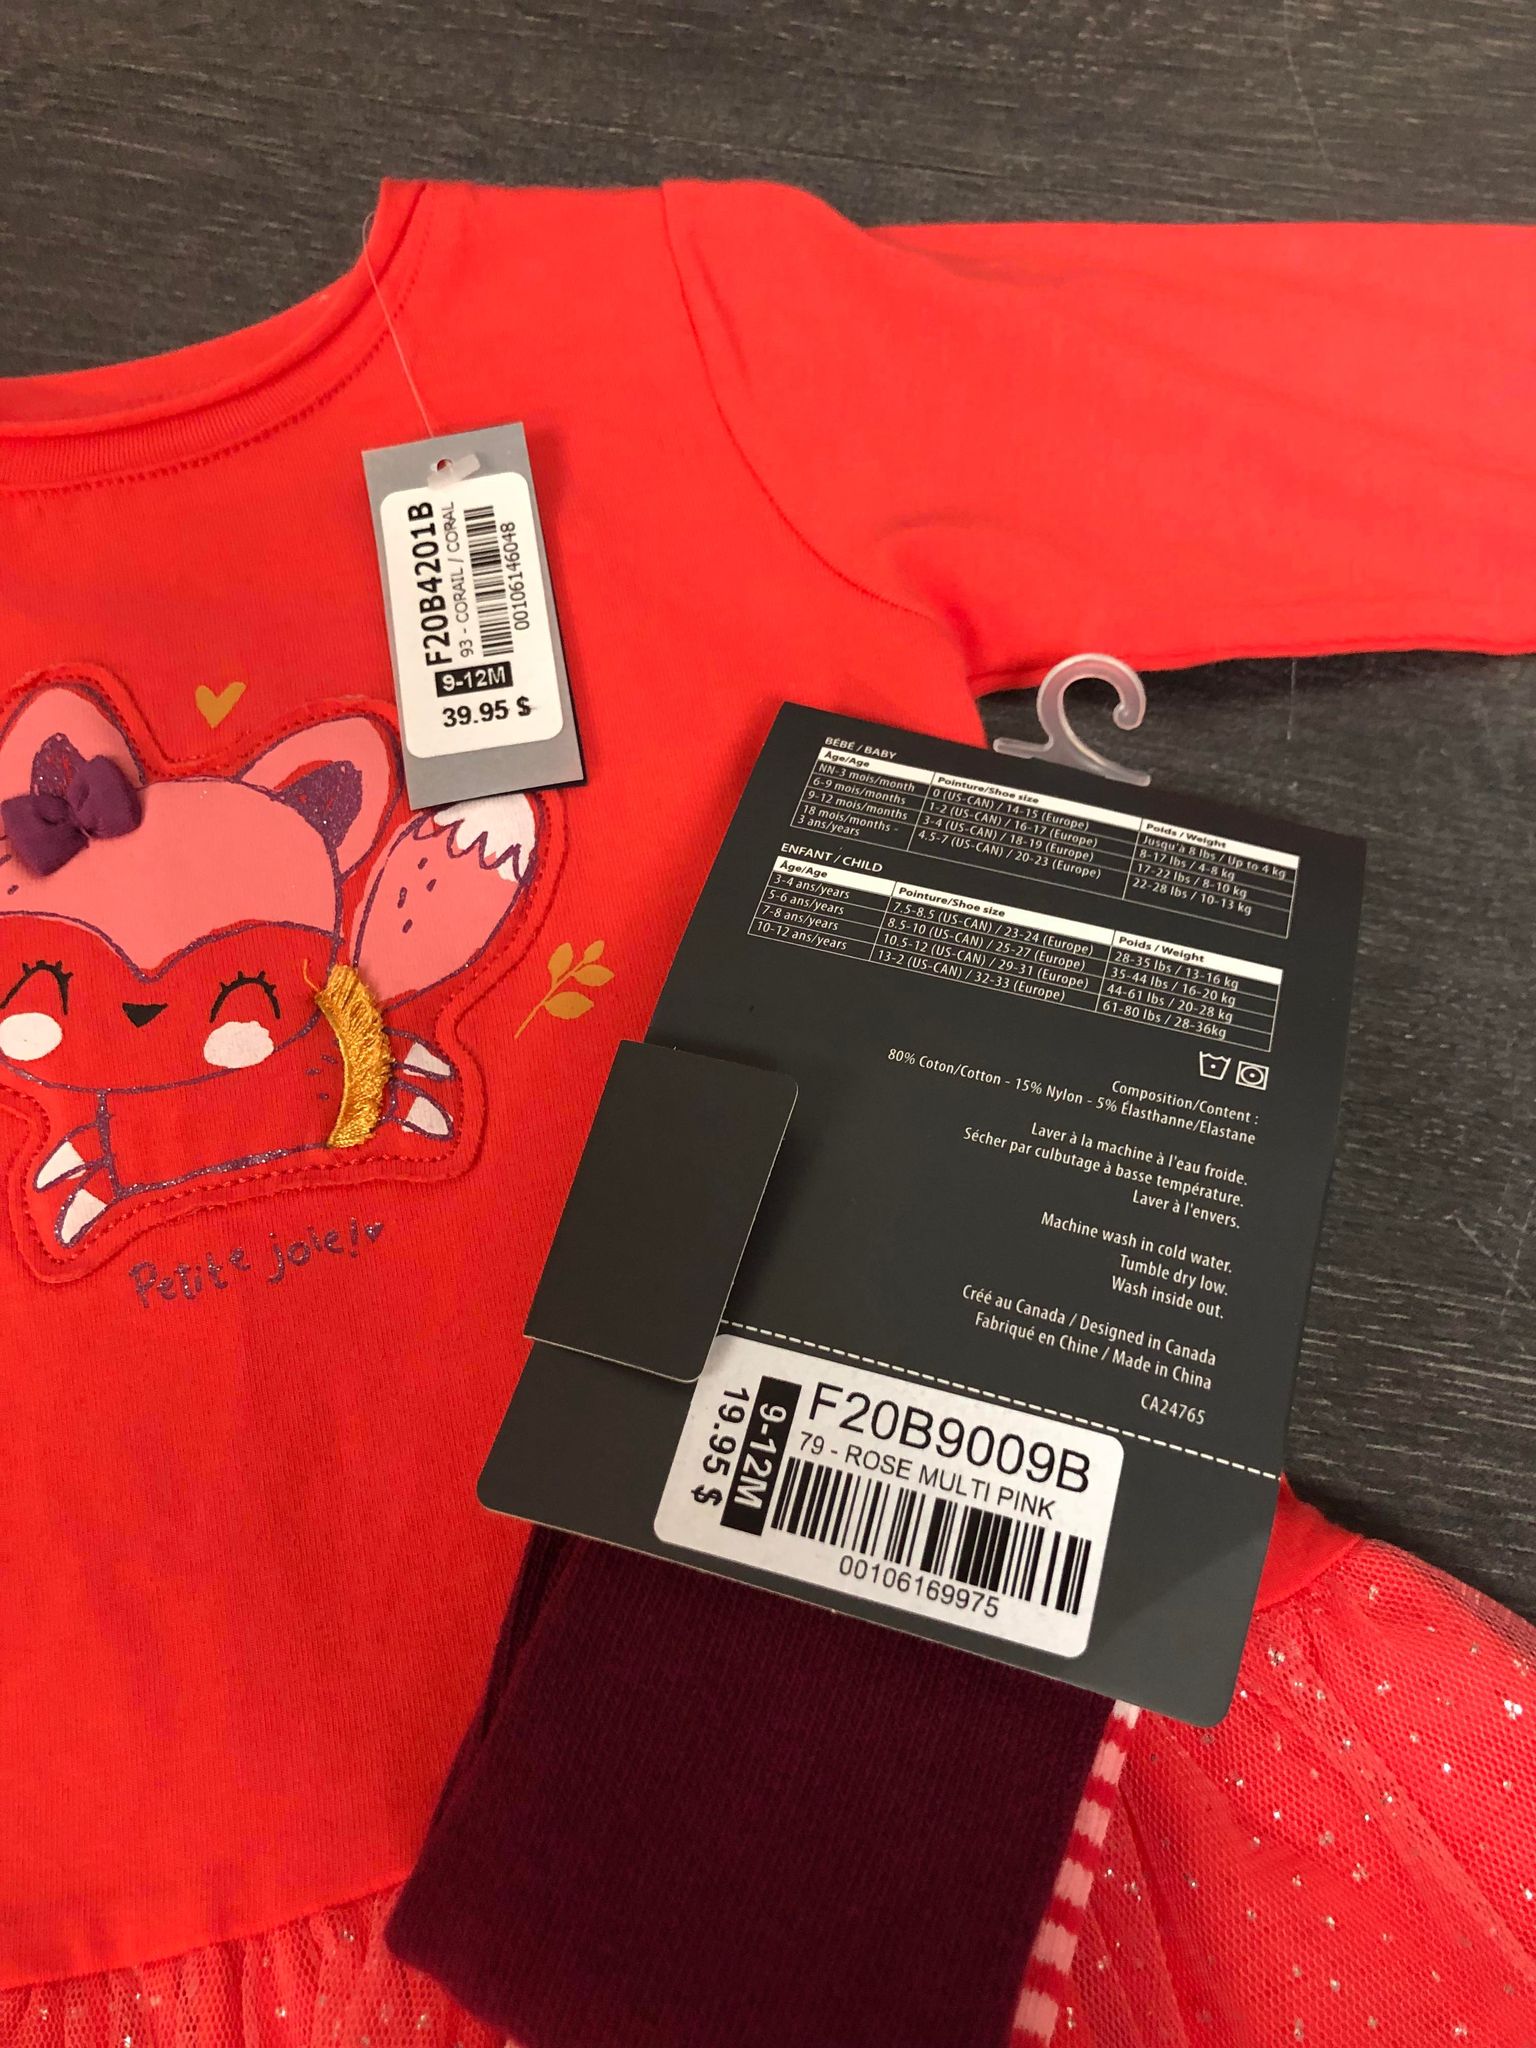 F20B4201B
93 - CORAIL / CORAL
00106146048
9-12M
39.95 $
Petite joie!
BÉBÉ / BABY
Âge/Age Pointure/Shoe size Poids / Weight
NN-3 mois/month 0 (US-CAN) / 14-15 (Europe) Jusqu'à 8 lbs / Up to 4 kg
6-9 mois/months 1-2 (US-CAN) / 16-17 (Europe) 8-17 lbs / 4-8 kg
9-12 mois/months 3-4 (US-CAN) / 18-19 (Europe) 17-22 lbs / 8-10 kg
18 mois/months - 3 ans/years 4.5-7 (US-CAN) / 20-23 (Europe) 22-28 lbs / 10-13 kg
ENFANT / CHILD
Âge/Age Pointure/Shoe size Poids / Weight
3-4 ans/years 7.5-8.5 (US-CAN) / 23-24 (Europe) 28-35 lbs / 13-16 kg
5-6 ans/years 8.5-10 (US-CAN) / 25-27 (Europe) 35-44 lbs / 16-20 kg
7-8 ans/years 10.5-12 (US-CAN) / 29-31 (Europe) 44-61 lbs / 20-28 kg
10-12 ans/years 13-2 (US-CAN) / 32-33 (Europe) 61-80 lbs / 28-36kg
Composition/Content :
80% Coton/Cotton - 15% Nylon - 5% Élasthanne/Elastane
Laver à la machine à l'eau froide.
Sécher par culbutage à basse température.
Laver à l'envers.
Machine wash in cold water.
Tumble dry low.
Wash inside out.
Créé au Canada / Designed in Canada
Fabriqué en Chine / Made in China
CA24765
F20B9009B
79 - ROSE MULTI PINK
9-12M
19.95 $
00106169975